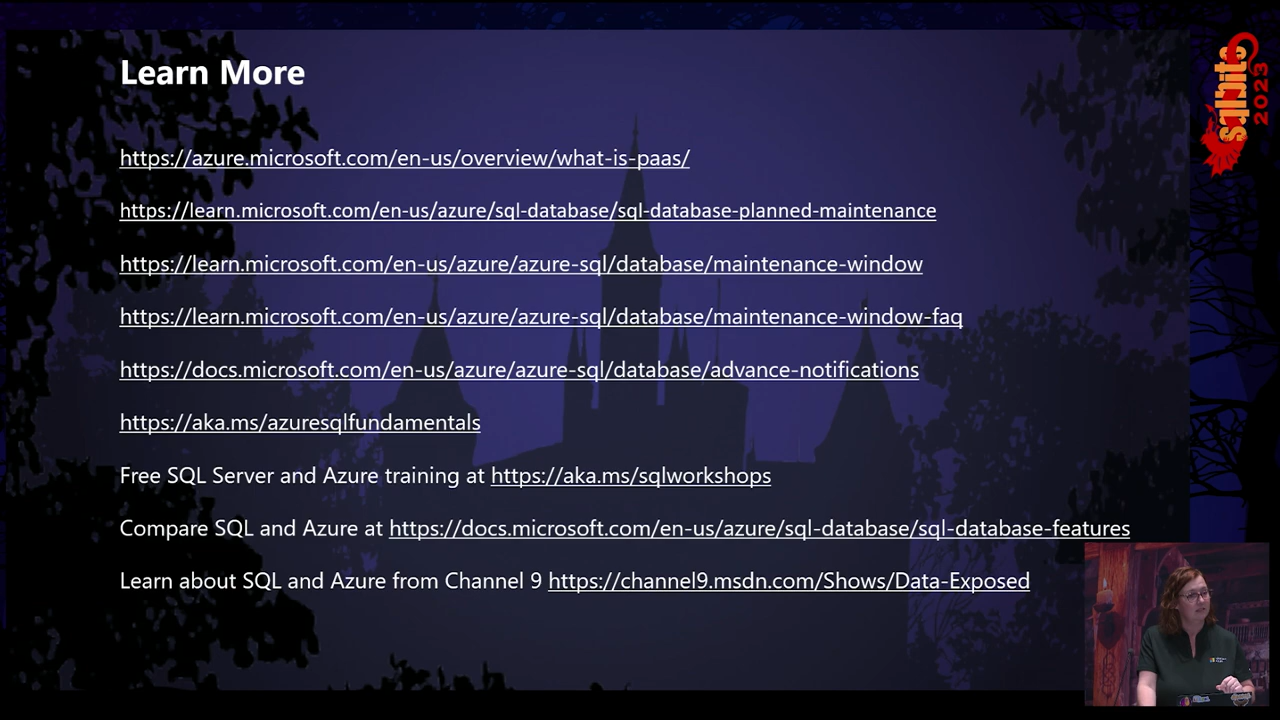 Learn More
https://azure.microsoft.com/en-us/overview/what-is-paas/
https://learn.microsoft.com/en-us/azure/sql-database/sql-database-planned-maintenance
https://learn.microsoft.com/en-us/azure/azure-sql/database/maintenance-window
https://learn.microsoft.com/en-us/azure/azure-sql/database/maintenance-window-faq
https://docs.microsoft.com/en-us/azure/azure-sql/database/advance-notifications
https://aka.ms/azuresqlfundamentals
Free SQL Server and Azure training at https://aka.ms/sqlworkshops
Compare SQL and Azure at https://docs.microsoft.com/en-us/azure/sql-database/sql-database-features
Learn about SQL and Azure from Channel 9 https://channel9.msdn.com/Shows/Data-Exposed
sqlbits
2023